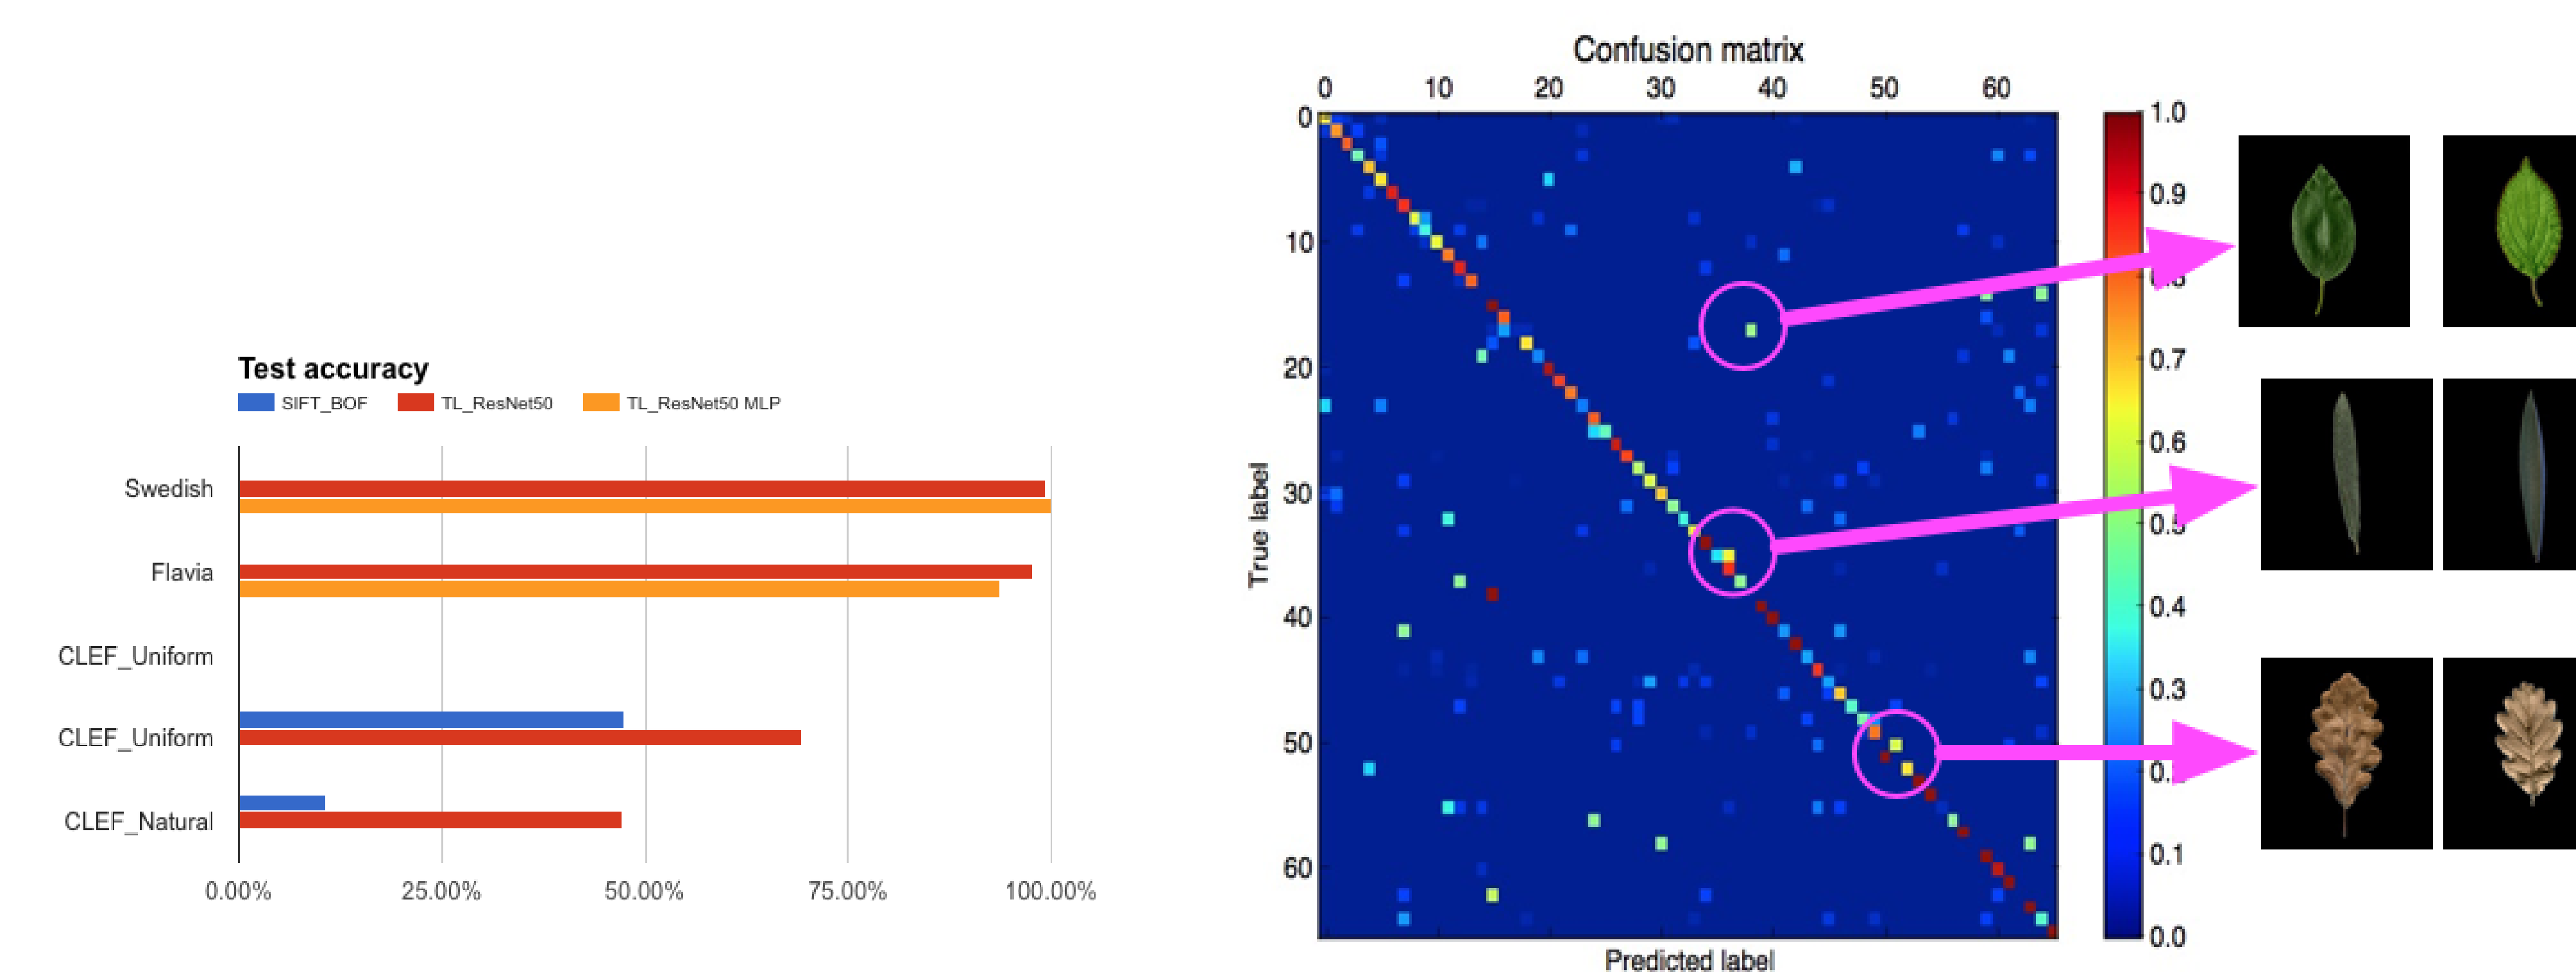 Test accuracy
SIFT_BOF TL_ResNet50 TL_ResNet50 MLP
Swedish
Flavia
CLEF_Uniform
CLEF_Uniform
CLEF_Natural
0.00% 25.00% 50.00% 75.00% 100.00%
Confusion matrix
0 10 20 30 40 50 60
0
10
20
30
40
50
60
True label
Predicted label
1.0
0.9
0.7
0.6
0.4
0.3
0.1
0.0